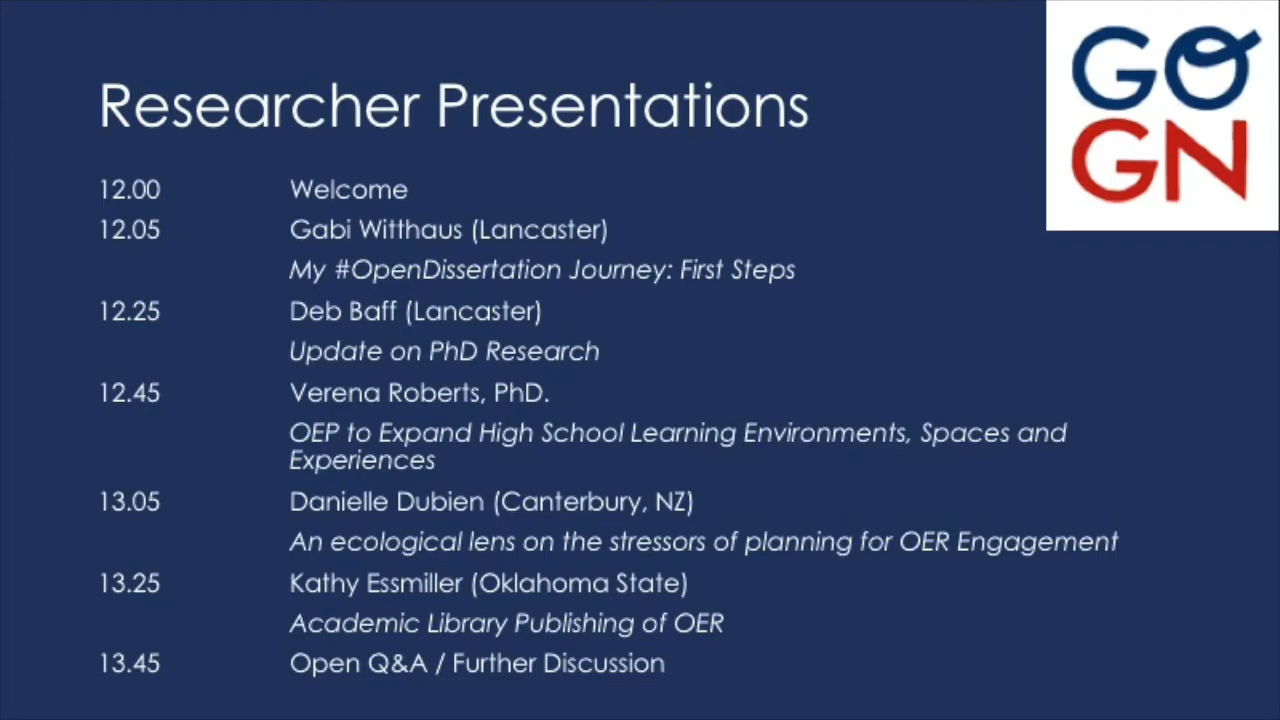 GO
GN
Researcher Presentations
12.00 Welcome
12.05 Gabi Witthaus (Lancaster)
My #OpenDissertation Journey: First Steps
12.25 Deb Baff (Lancaster)
Update on PhD Research
12.45 Verena Roberts, PhD.
OEP to Expand High School Learning Environments, Spaces and
Experiences
13.05 Danielle Dubien (Canterbury, NZ)
An ecological lens on the stressors of planning for OER Engagement
13.25 Kathy Essmiller (Oklahoma State)
Academic Library Publishing of OER
13.45 Open Q&A / Further Discussion